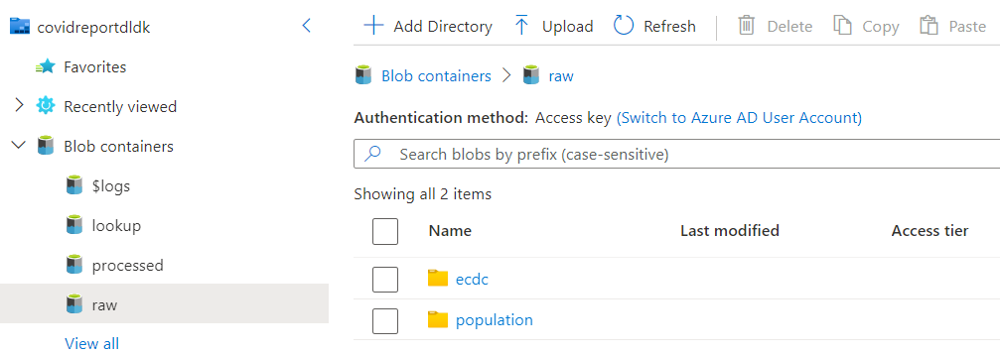 covidreportdldk
Favorites
Recently viewed
Blob containers
$logs
lookup
processed
raw
View all
Add Directory Upload Refresh Delete Copy Paste
Blob containers > raw
Authentication method: Access key (Switch to Azure AD User Account)
Search blobs by prefix (case-sensitive)
Showing all 2 items
Name Last modified Access tier
ecdc
population